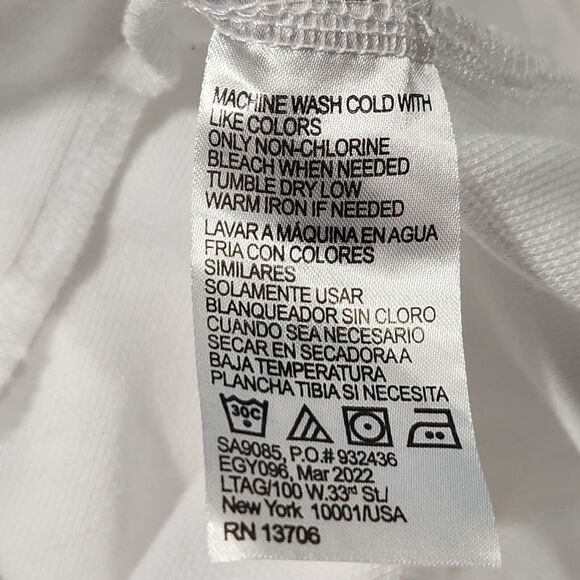 MACHINE WASH COLD WITH
LIKE COLORS
ONLY NON-CHLORINE
BLEACH WHEN NEEDED
TUMBLE DRY LOW
WARM IRON IF NEEDED
LAVAR A MÁQUINA EN AGUA
FRIA CON COLORES
SIMILARES
SOLAMENTE USAR
BLANQUEADOR SIN CLORO
CUANDO SEA NECESARIO
SECAR EN SECADORA A
BAJA TEMPERATURA
PLANCHA TIBIA SI NECESITA
30C
SA9085, P.O.# 932436
EGY096, Mar 2022
LTAG/100 W.33rd St./
New York 10001/USA
RN 13706